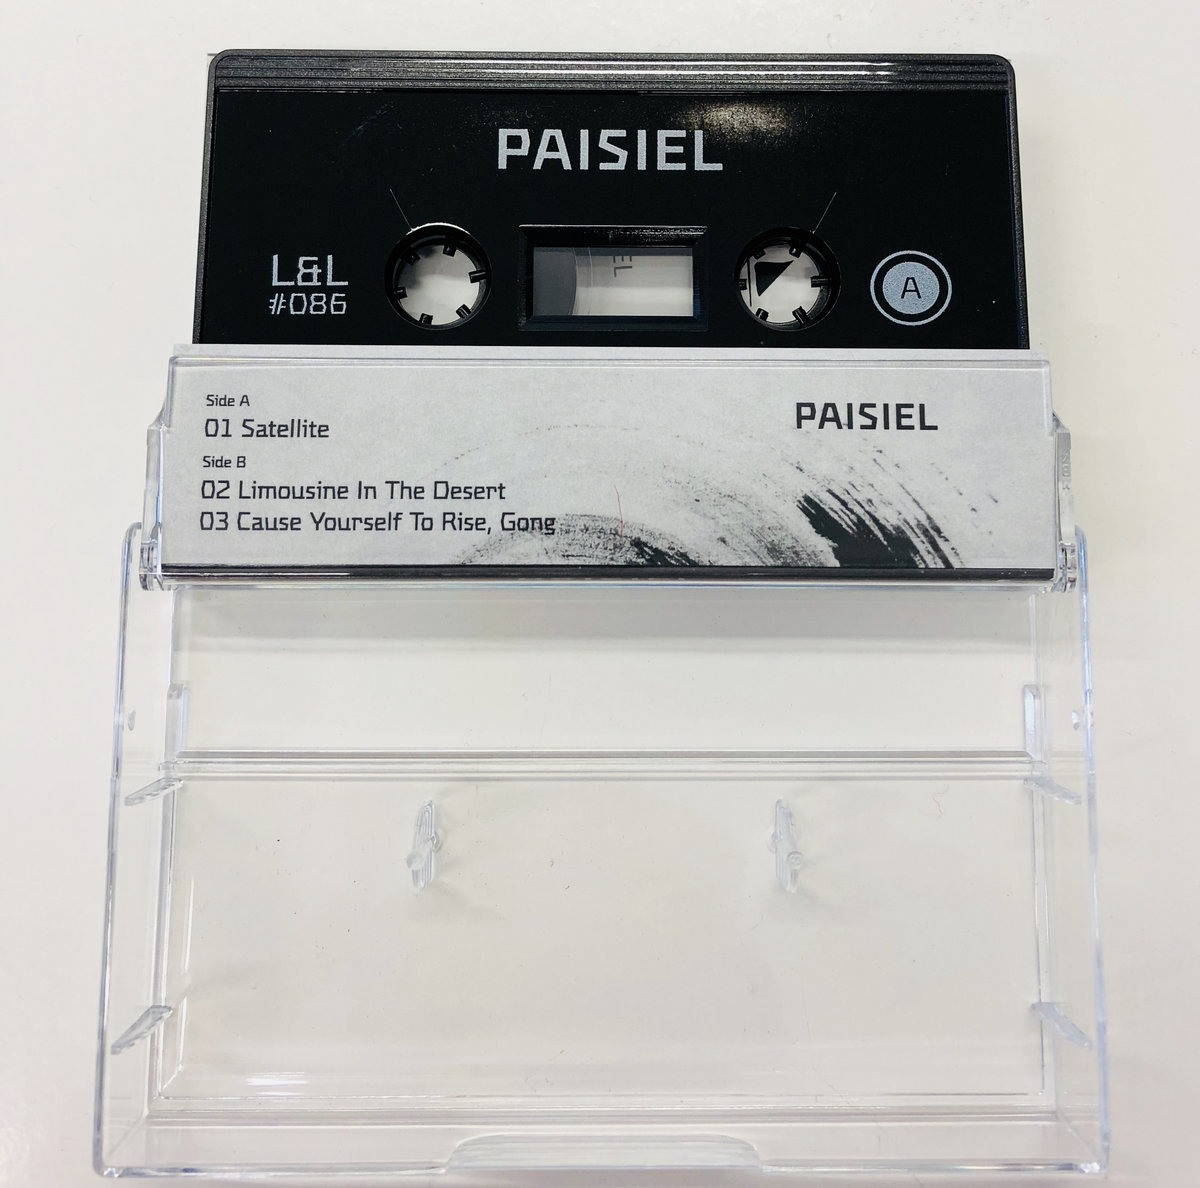 PAISIEL
L&L
#086
A
Side A
01 Satellite
Side B
02 Limousine In The Desert
03 Cause Yourself To Rise, Gong
PAISIEL